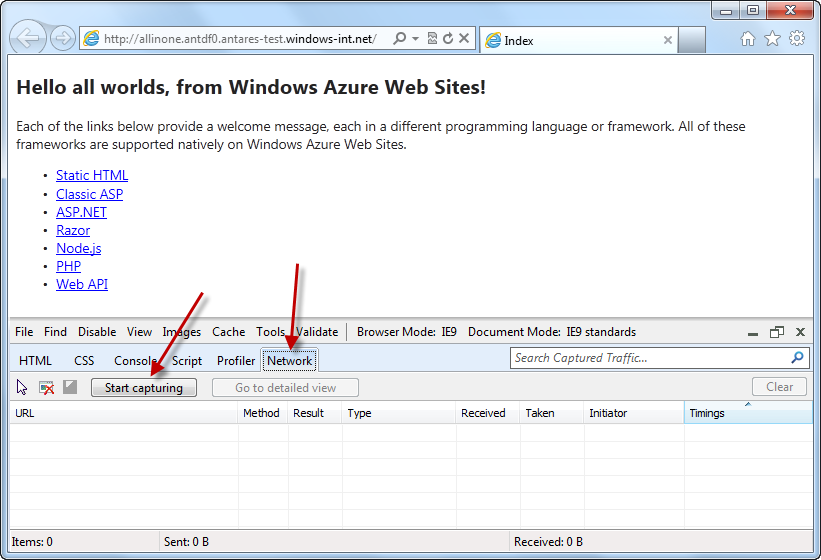 http://allinone.antdf0.antares-test.windows-int.net/
Index
Hello all worlds, from Windows Azure Web Sites!
Each of the links below provide a welcome message, each in a different programming language or framework. All of these
frameworks are supported natively on Windows Azure Web Sites.
• Static HTML
• Classic ASP
• ASP.NET
• Razor
• Node.js
• PHP
• Web API
File Find Disable View Images Cache Tools Validate Browser Mode: IE9 Document Mode: IE9 standards
HTML CSS Console Script Profiler Network Search Captured Traffic...
Start capturing Go to detailed view Clear
URL Method Result Type Received Taken Initiator Timings
Items: 0 Sent: 0 B Received: 0 B